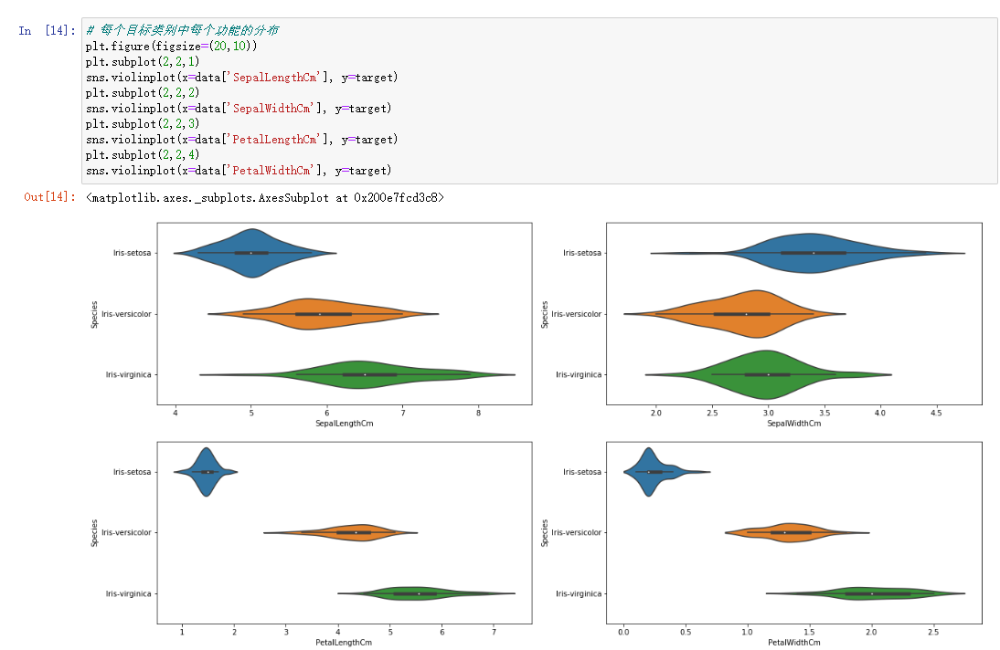 In [14]: # 每个目标类别中每个功能的分布
plt.figure(figsize=(20,10))
plt.subplot(2,2,1)
sns.violinplot(x=data['SepalLengthCm'], y=target)
plt.subplot(2,2,2)
sns.violinplot(x=data['SepalWidthCm'], y=target)
plt.subplot(2,2,3)
sns.violinplot(x=data['PetalLengthCm'], y=target)
plt.subplot(2,2,4)
sns.violinplot(x=data['PetalWidthCm'], y=target)
Out[14]: <matplotlib.axes._subplots.AxesSubplot at 0x200e7fcd3c8>
Iris-setosa
Iris-versicolor
Iris-virginica
Species
4 5 6 7 8
SepalLengthCm
Iris-setosa
Iris-versicolor
Iris-virginica
Species
2.0 2.5 3.0 3.5 4.0 4.5
SepalWidthCm
Iris-setosa
Iris-versicolor
Iris-virginica
Species
1 2 3 4 5 6 7
PetalLengthCm
Iris-setosa
Iris-versicolor
Iris-virginica
Species
0.0 0.5 1.0 1.5 2.0 2.5
PetalWidthCm